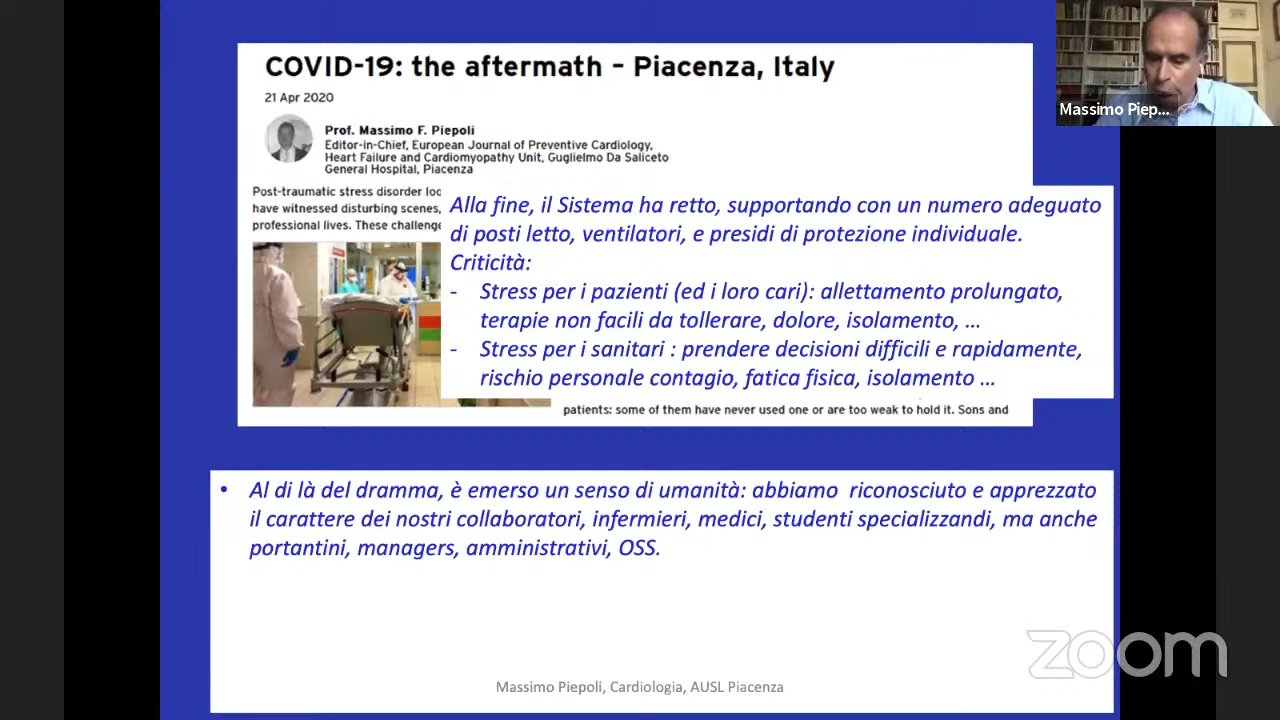 COVID-19: the aftermath – Piacenza, Italy
21 Apr 2020
Prof. Massimo F. Piepoli
Editor-in-Chief, European Journal of Preventive Cardiology,
Heart Failure and Cardiomyopathy Unit, Guglielmo Da Saliceto
General Hospital, Piacenza
Post-traumatic stress disorder
have witnessed disturbing scenes,
professional lives. These
Alla fine, il Sistema ha retto, supportando con un numero adeguato
di posti letto, ventilatori, e presidi di protezione individuale.
Criticità:
- Stress per i pazienti (ed i loro cari): allettamento prolungato,
terapie non facili da tollerare, dolore, isolamento, …
- Stress per i sanitari : prendere decisioni difficili e rapidamente,
rischio personale contagio, fatica fisica, isolamento …
patients: some of them have never used one or are too weak to hold it. Sons and
• Al di là del dramma, è emerso un senso di umanità: abbiamo riconosciuto e apprezzato
il carattere dei nostri collaboratori, infermieri, medici, studenti specializzandi, ma anche
portantini, managers, amministrativi, OSS.
Massimo Piepoli, Cardiologia, AUSL Piacenza
Massimo Piep...
zoom